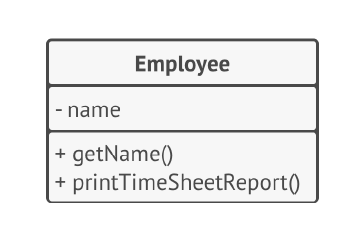 Employee
- name
+ getName()
+ printTimeSheetReport()